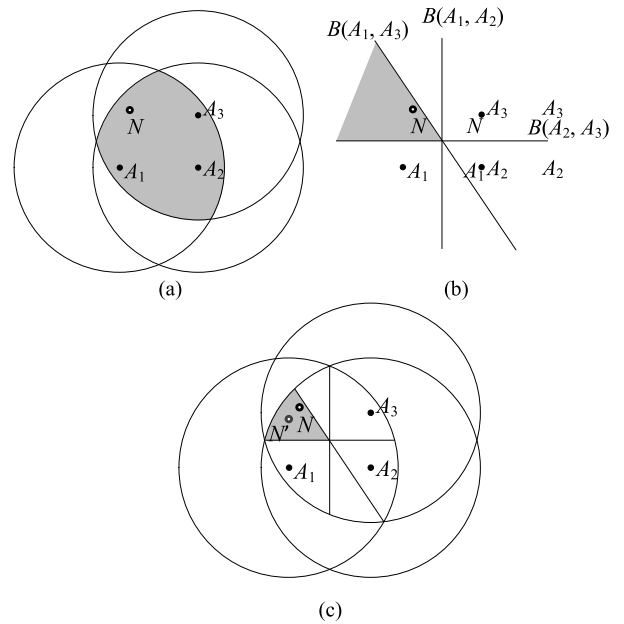 A3
N
A1 A2
(a)
B(A1, A2)
B(A1, A3)
A3 A3
N N B(A2, A3)
A1 A1 A2 A2
(b)
A3
N' N
A1 A2
(c)